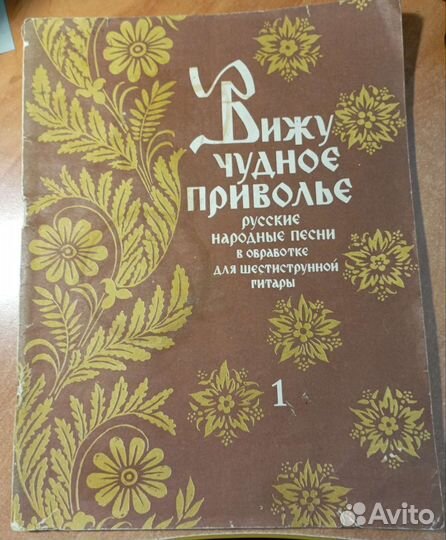 Вижу
чудное
приволье
русские
народные песни
в обработке
для шестиструнной
гитары
1
Avito